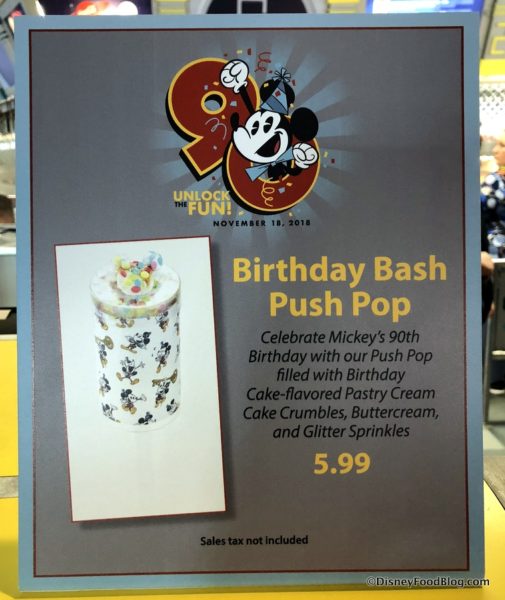 90
UNLOCK
THE FUN!
NOVEMBER 18, 2018
Birthday Bash
Push Pop
Celebrate Mickey's 90th
Birthday with our Push Pop
filled with Birthday
Cake-flavored Pastry Cream
Cake Crumbles, Buttercream,
and Glitter Sprinkles
5.99
Sales tax not included
©DisneyFoodBlog.com